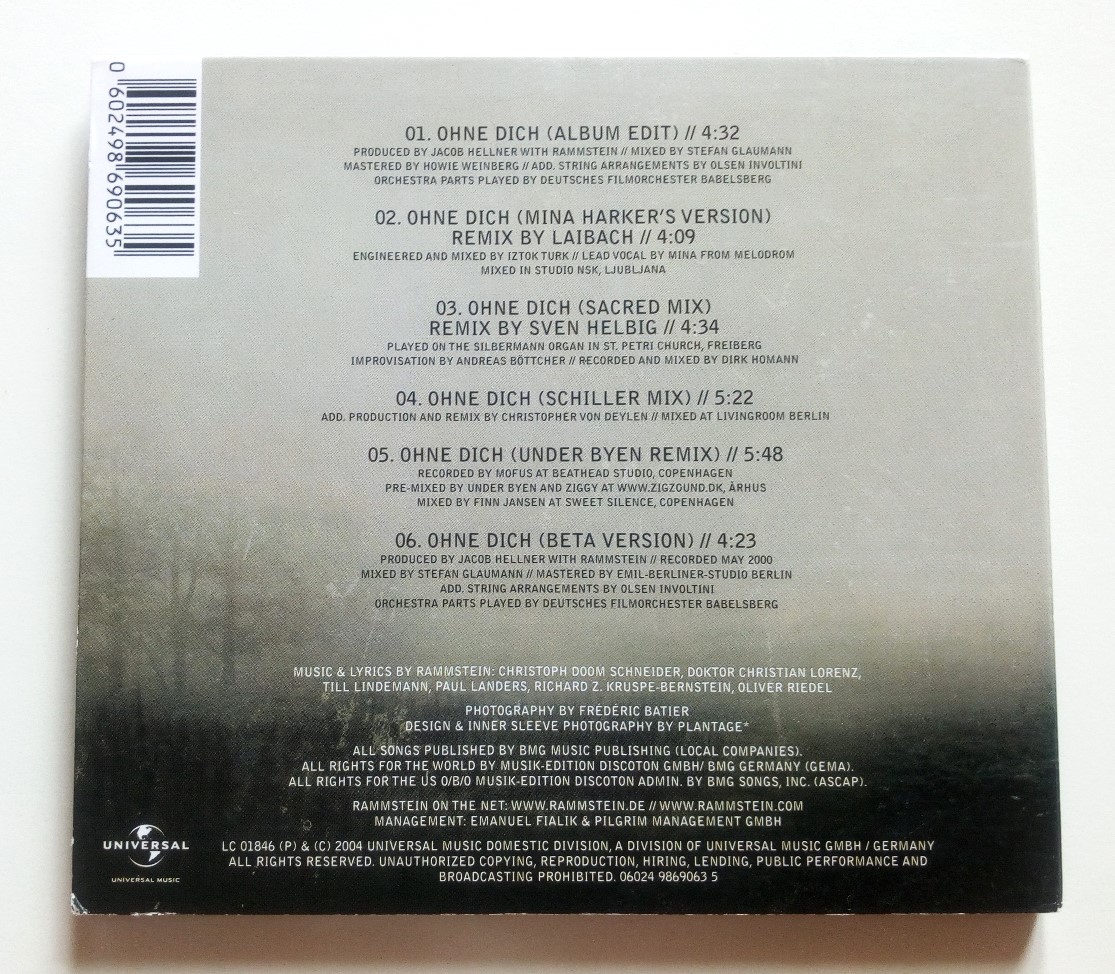 0 602498 690635
01. OHNE DICH (ALBUM EDIT) // 4:32
PRODUCED BY JACOB HELLNER WITH RAMMSTEIN // MIXED BY STEFAN GLAUMANN
MASTERED BY HOWIE WEINBERG // ADD. STRING ARRANGEMENTS BY OLSEN INVOLTINI
ORCHESTRA PARTS PLAYED BY DEUTSCHES FILMORCHESTER BABELSBERG
02. OHNE DICH (MINA HARKER'S VERSION)
REMIX BY LAIBACH // 4:09
ENGINEERED AND MIXED BY IZTOK TURK // LEAD VOCAL BY MINA FROM MELODROM
MIXED IN STUDIO NSK, LJUBLJANA
03. OHNE DICH (SACRED MIX)
REMIX BY SVEN HELBIG // 4:34
PLAYED ON THE SILBERMANN ORGAN IN ST. PETRI CHURCH, FREIBERG
IMPROVISATION BY ANDREAS BÖTTCHER // RECORDED AND MIXED BY DIRK HOMANN
04. OHNE DICH (SCHILLER MIX) // 5:22
ADD. PRODUCTION AND REMIX BY CHRISTOPHER VON DEYLEN // MIXED AT LIVINGROOM BERLIN
05. OHNE DICH (UNDER BYEN REMIX) // 5:48
RECORDED BY MOFUS AT BEATHEAD STUDIO, COPENHAGEN
PRE-MIXED BY UNDER BYEN AND ZIGGY AT WWW.ZIGZOUND.DK, ÅRHUS
MIXED BY FINN JANSEN AT SWEET SILENCE, COPENHAGEN
06. OHNE DICH (BETA VERSION) // 4:23
PRODUCED BY JACOB HELLNER WITH RAMMSTEIN // RECORDED MAY 2000
MIXED BY STEFAN GLAUMANN // MASTERED BY EMIL-BERLINER-STUDIO BERLIN
ADD. STRING ARRANGEMENTS BY OLSEN INVOLTINI
ORCHESTRA PARTS PLAYED BY DEUTSCHES FILMORCHESTER BABELSBERG
MUSIC & LYRICS BY RAMMSTEIN: CHRISTOPH DOOM SCHNEIDER, DOKTOR CHRISTIAN LORENZ,
TILL LINDEMANN, PAUL LANDERS, RICHARD Z. KRUSPE-BERNSTEIN, OLIVER RIEDEL
PHOTOGRAPHY BY FRÉDÉRIC BATIER
DESIGN & INNER SLEEVE PHOTOGRAPHY BY PLANTAGE*
ALL SONGS PUBLISHED BY BMG MUSIC PUBLISHING (LOCAL COMPANIES).
ALL RIGHTS FOR THE WORLD BY MUSIK-EDITION DISCOTON GMBH/ BMG GERMANY (GEMA).
ALL RIGHTS FOR THE US O/B/O MUSIK-EDITION DISCOTON ADMIN. BY BMG SONGS, INC. (ASCAP).
RAMMSTEIN ON THE NET: WWW.RAMMSTEIN.DE // WWW.RAMMSTEIN.COM
MANAGEMENT: EMANUEL FIALIK & PILGRIM MANAGEMENT GMBH
UNIVERSAL
UNIVERSAL MUSIC
LC 01846 (P) & (C) 2004 UNIVERSAL MUSIC DOMESTIC DIVISION, A DIVISION OF UNIVERSAL MUSIC GMBH / GERMANY
ALL RIGHTS RESERVED. UNAUTHORIZED COPYING, REPRODUCTION, HIRING, LENDING, PUBLIC PERFORMANCE AND
BROADCASTING PROHIBITED. 06024 9869063 5